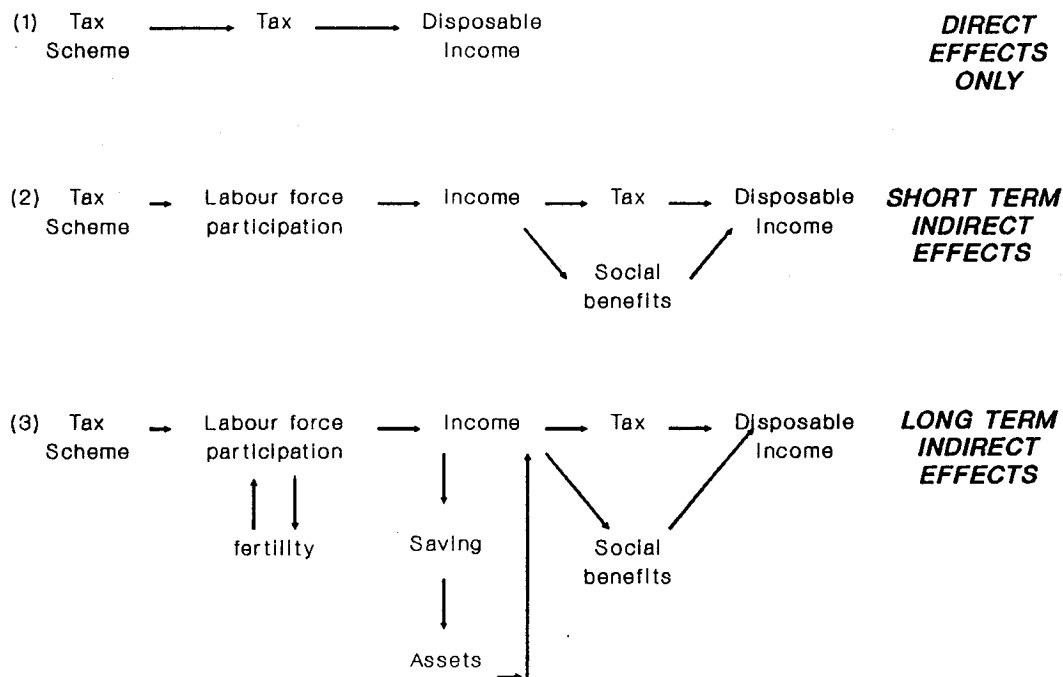 (1) Tax Tax Disposable DIRECT
Scheme Income EFFECTS
ONLY
(2) Tax Labour force Income Tax Disposable SHORT TERM
Scheme participation Income INDIRECT
EFFECTS
Social
benefits
(3) Tax Labour force Income Tax Disposable LONG TERM
Scheme participation Income INDIRECT
EFFECTS
fertility Saving Social
benefits
Assets